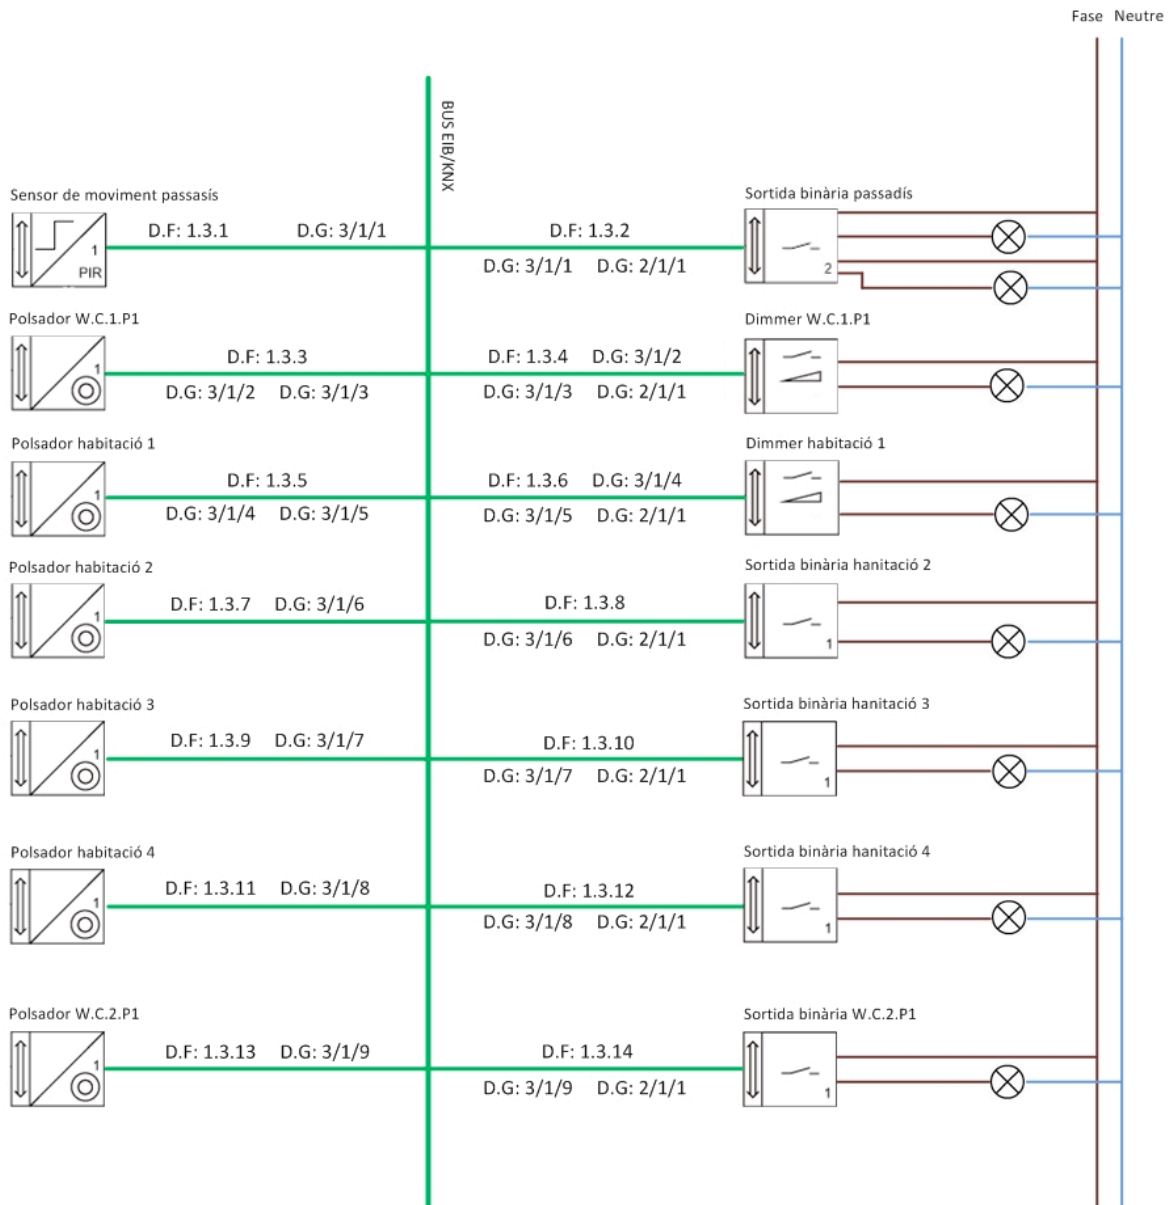 Fase Neutre
BUS EIB/KNX
Sensor de moviment passasís
Sortida binària passadís
D.F: 1.3.1 D.G: 3/1/1
D.F: 1.3.2
D.G: 3/1/1 D.G: 2/1/1
1
PIR
2
Polsador W.C.1.P1
Dimmer W.C.1.P1
D.F: 1.3.3
D.G: 3/1/2 D.G: 3/1/3
D.F: 1.3.4 D.G: 3/1/2
D.G: 3/1/3 D.G: 2/1/1
1
Polsador habitació 1
Dimmer habitació 1
D.F: 1.3.5
D.G: 3/1/4 D.G: 3/1/5
D.F: 1.3.6 D.G: 3/1/4
D.G: 3/1/5 D.G: 2/1/1
1
Polsador habitació 2
Sortida binària hanitació 2
D.F: 1.3.7 D.G: 3/1/6
D.F: 1.3.8
D.G: 3/1/6 D.G: 2/1/1
1
1
Polsador habitació 3
Sortida binària hanitació 3
D.F: 1.3.9 D.G: 3/1/7
D.F: 1.3.10
D.G: 3/1/7 D.G: 2/1/1
1
1
Polsador habitació 4
Sortida binària hanitació 4
D.F: 1.3.11 D.G: 3/1/8
D.F: 1.3.12
D.G: 3/1/8 D.G: 2/1/1
1
1
Polsador W.C.2.P1
Sortida binària W.C.2.P1
D.F: 1.3.13 D.G: 3/1/9
D.F: 1.3.14
D.G: 3/1/9 D.G: 2/1/1
1
1